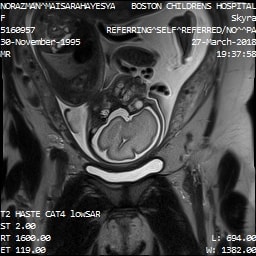 NORAZMAN^MAISARAHAYESYA BOSTON CHILDRENS HOSPITAL
F Skyra
5160957 REFERRING^SELF^REFERRED/NO^^PA
30-November-1995 27-March-2018
MR 19:37:58
T2 HASTE CAT4 lowSAR
ST 2.00
RT 1600.00 L: 694.00
ET 119.00 W: 1382.00